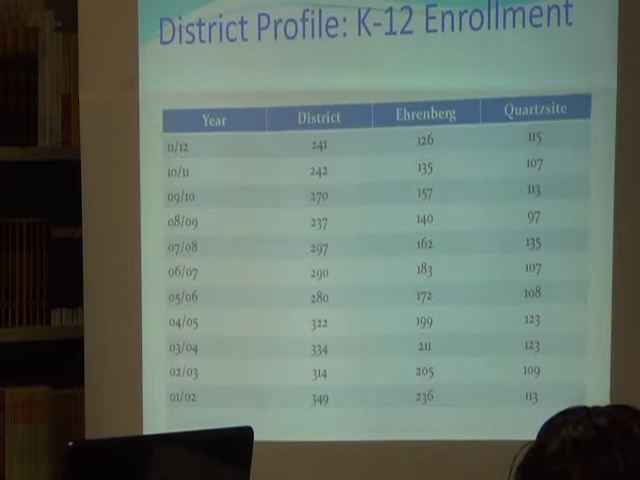 District Profile: K-12 Enrollment
Year District Ehrenberg Quartzsite
11/12 241 126 115
10/11 242 135 107
09/10 270 157 113
08/09 237 140 97
07/08 297 162 135
06/07 290 183 107
05/06 280 172 108
04/05 322 199 123
03/04 334 211 123
02/03 314 205 109
01/02 349 236 113